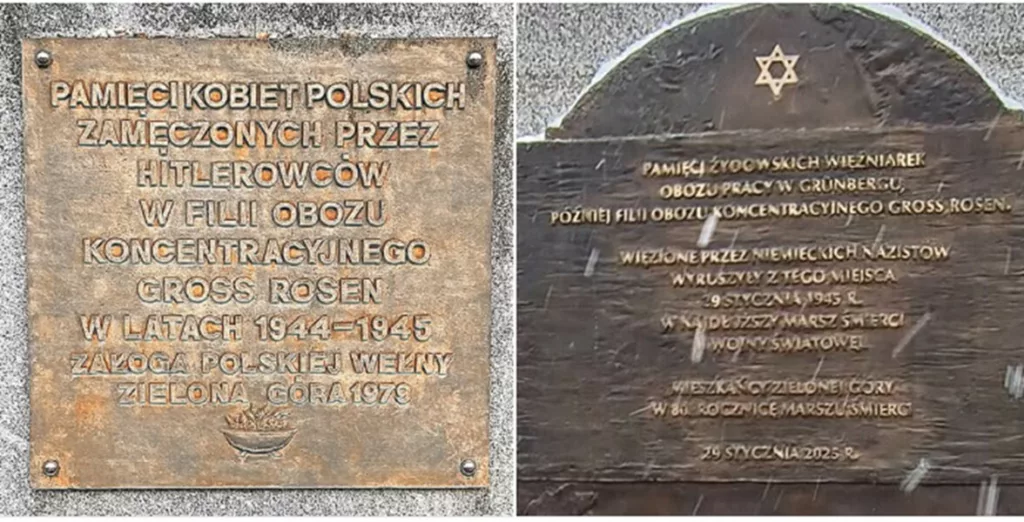 PAMIĘCI KOBIET POLSKICH
ZAMĘCZONYCH PRZEZ
HITLEROWCÓW
W FILII OBOZU
KONCENTRACYJNEGO
GROSS ROSEN
W LATACH 1944-1945
ZAŁOGA POLSKIEJ WEŁNY
ZIELONA GÓRA 1979
PAMIĘCI ŻYDOWSKICH WIĘŹNIAREK
OBOZU PRACY W GRÜNBERGU,
PÓŹNIEJ FILII OBOZU KONCENTRACYJNEGO GROSS ROSEN.
WIĘZIONE PRZEZ NIEMIECKICH NAZISTÓW
WYRUSZYŁY Z TEGO MIEJSCA
29 STYCZNIA 1945 R.
W NAJDŁUŻSZY MARSZ ŚMIERCI
WOJNY ŚWIATOWEJ
MIESZKAŃCY ZIELONEJ GÓRY
W 80. ROCZNICĘ MARSZU ŚMIERCI
29 STYCZNIA 2025 R.